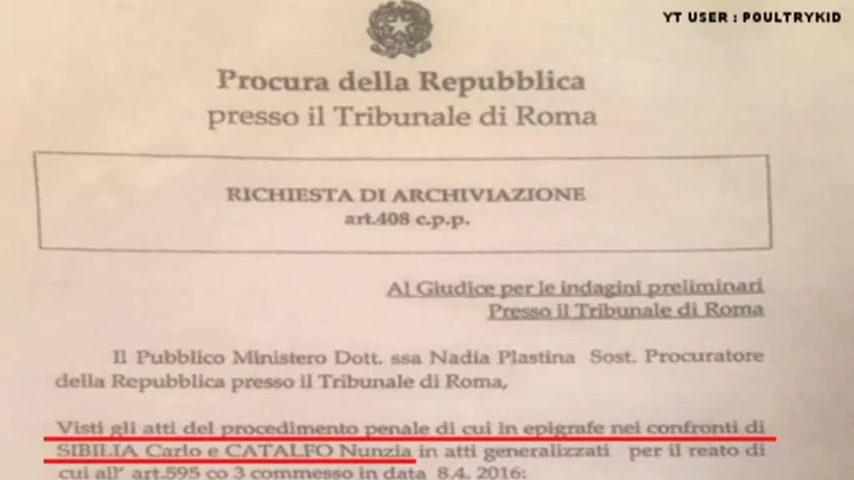 YT USER : POULTRYKID
Procura della Repubblica
presso il Tribunale di Roma
RICHIESTA DI ARCHIVIAZIONE
art.408 c.p.p.
Al Giudice per le indagini preliminari
Presso il Tribunale di Roma
Il Pubblico Ministero Dott. ssa Nadia Plastina Sost. Procuratore
della Repubblica presso il Tribunale di Roma,
Visti gli atti del procedimento penale di cui in epigrafe nei confronti di
SIBILIA Carlo e CATALFO Nunzia in atti generalizzati per il reato di
cui all' art.595 co 3 commesso in data 8.4. 2016;